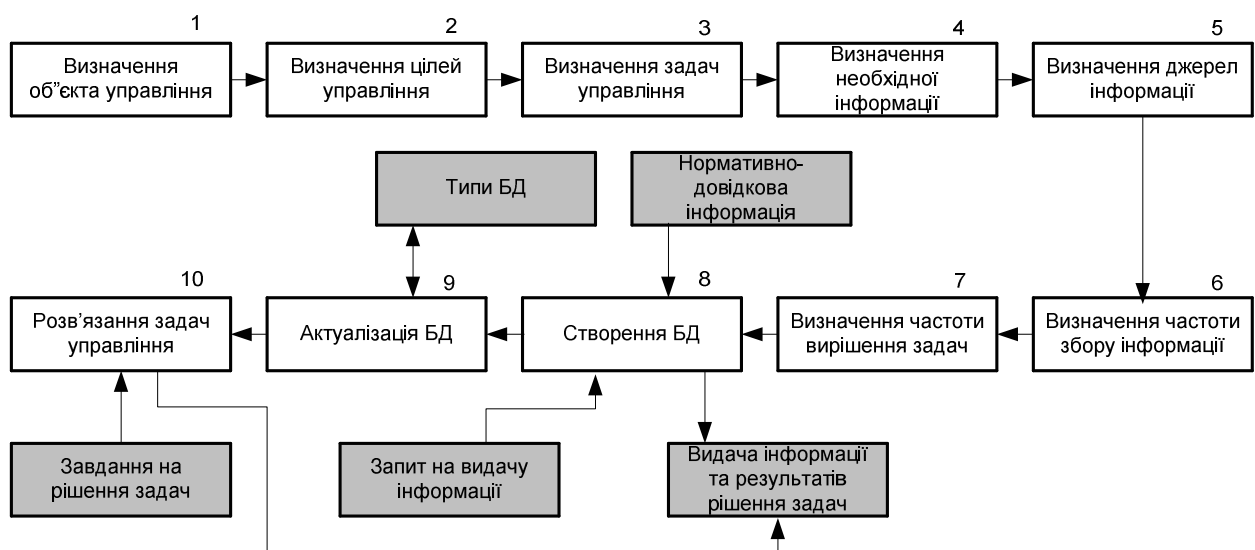 1
Визначення
об"єкта управління
2
Визначення цілей
управління
3
Визначення задач
управління
4
Визначення
необхідної
інформації
5
Визначення джерел
інформації
Типи БД
Нормативно-
довідкова
інформація
10
Розв'язання задач
управління
9
Актуалізація БД
8
Створення БД
7
Визначення частоти
вирішення задач
6
Визначення частоти
збору інформації
Завдання на
рішення задач
Запит на видачу
інформації
Видача інформації
та результатів
рішення задач